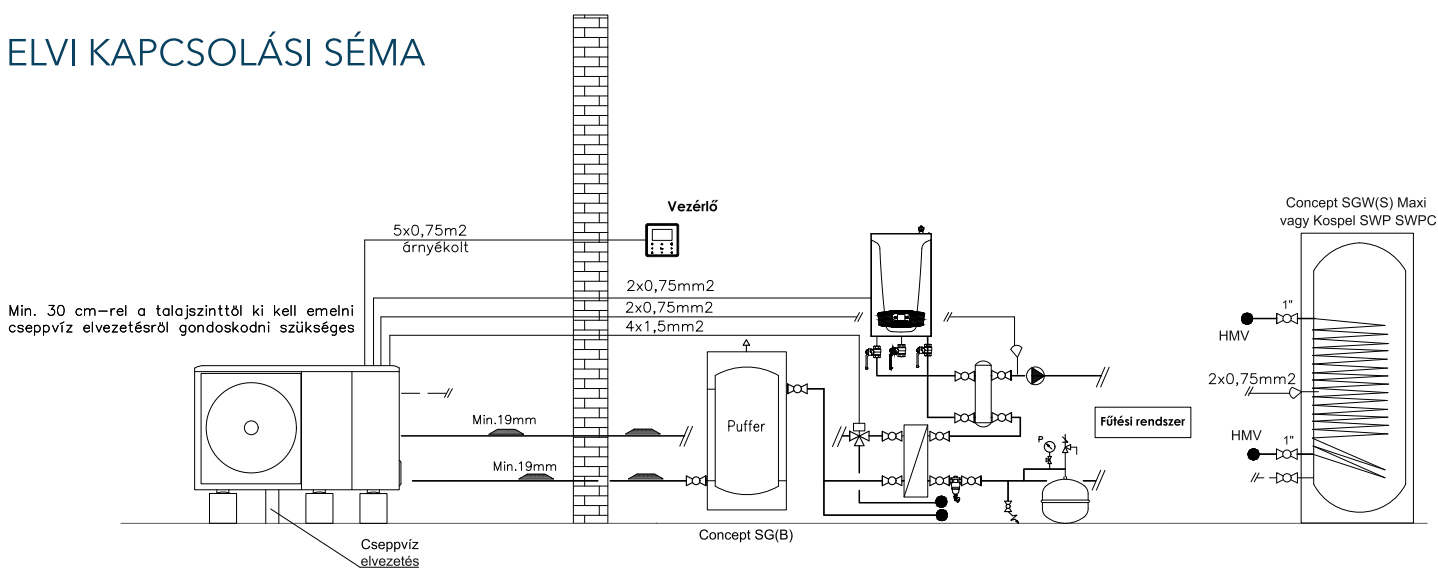 ELVI KAPCSOLÁSI SÉMA
Vezérlő
5x0,75m2
árnyékolt
Concept SGW(S) Maxi
vagy Kospel SWP SWPC
Min. 30 cm-rel a talajszinttől ki kell emelni
cseppvíz elvezetésről gondoskodni szükséges
2x0,75mm2
2x0,75mm2
4x1,5mm2
1"
HMV
2x0,75mm2
Min.19mm
Puffer
Fűtési rendszer
P
HMV
1"
Min.19mm
Concept SG(B)
Cseppvíz
elvezetés